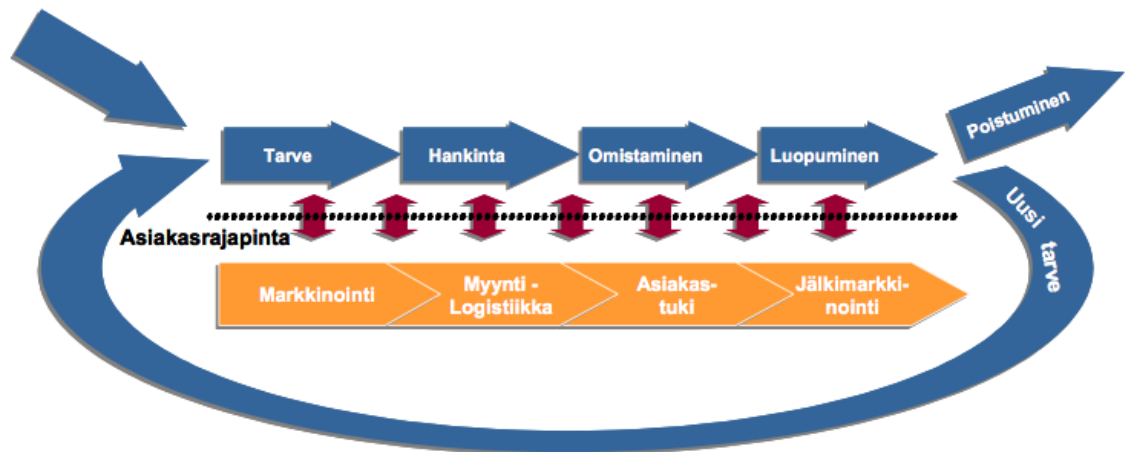 Poistuminen
Tarve
Hankinta
Omistaminen
Luopuminen
Uusi tarve
Asiakasrajapinta
Markkinointi
Myynti -
Logistiikka
Asiakas-
tuki
Jälkimarkki-
nointi